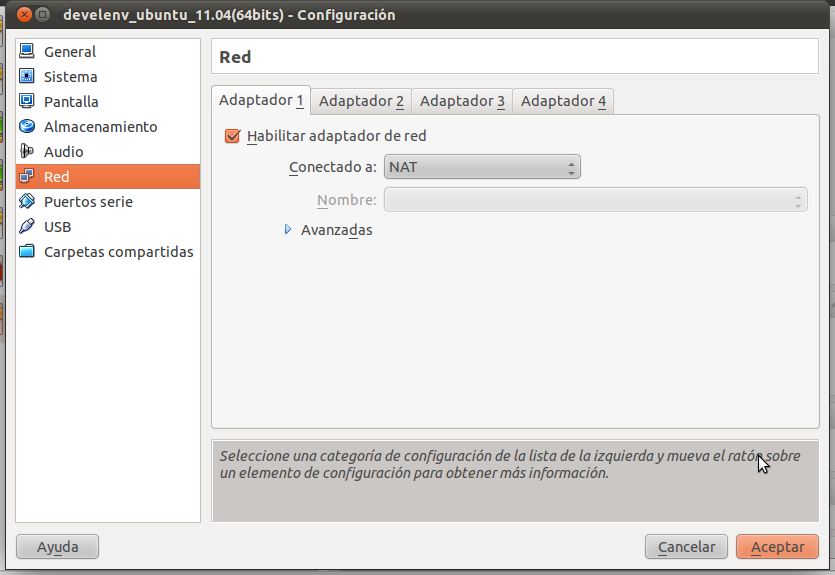 develenv_ubuntu_11.04(64bits) - Configuración
General
Sistema
Pantalla
Almacenamiento
Audio
Red
Puertos serie
USB
Carpetas compartidas
Red
Adaptador 1 Adaptador 2 Adaptador 3 Adaptador 4
Habilitar adaptador de red
Conectado a: NAT
Nombre:
Avanzadas
Seleccione una categoría de configuración de la lista de la izquierda y mueva el ratón sobre
un elemento de configuración para obtener más información.
Ayuda Cancelar Aceptar